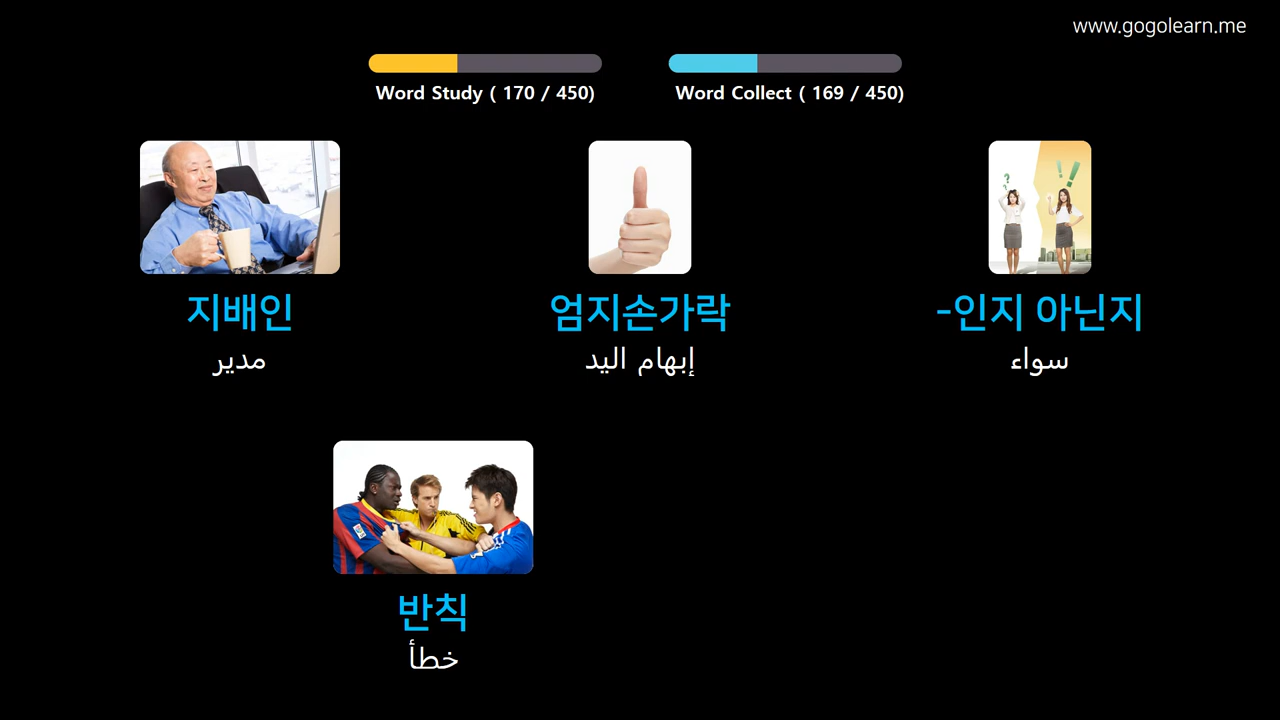 www.gogolearn.me
Word Study ( 170 / 450)
Word Collect ( 169 / 450)
지배인
مدير
엄지손가락
إبهام اليد
-인지 아닌지
سواء
반칙
خطأ